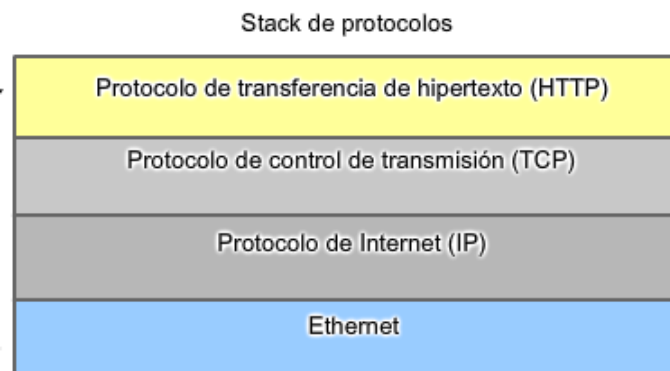 Stack de protocolos
Protocolo de transferencia de hipertexto (HTTP)
Protocolo de control de transmisión (TCP)
Protocolo de Internet (IP)
Ethernet